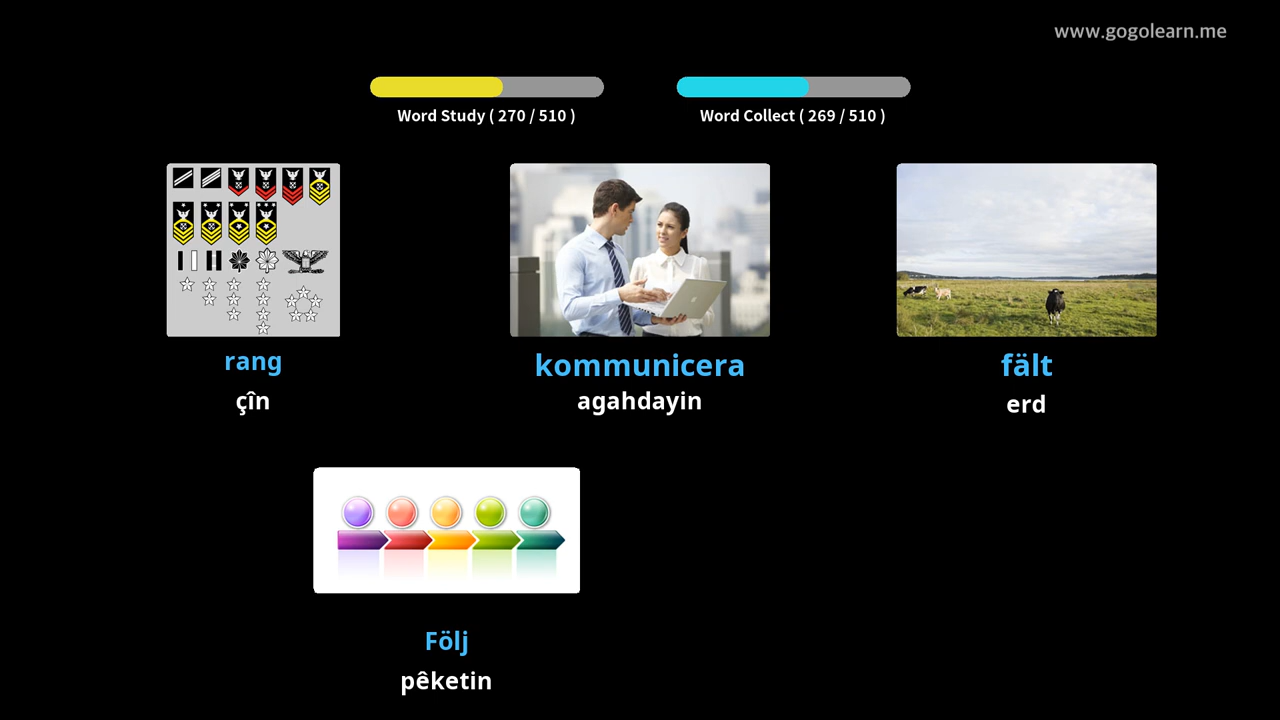 www.gogolearn.me
Word Study ( 270 / 510 )
Word Collect ( 269 / 510 )
rang
çîn
kommunicera
agahdayin
fält
erd
Följ
pêketin